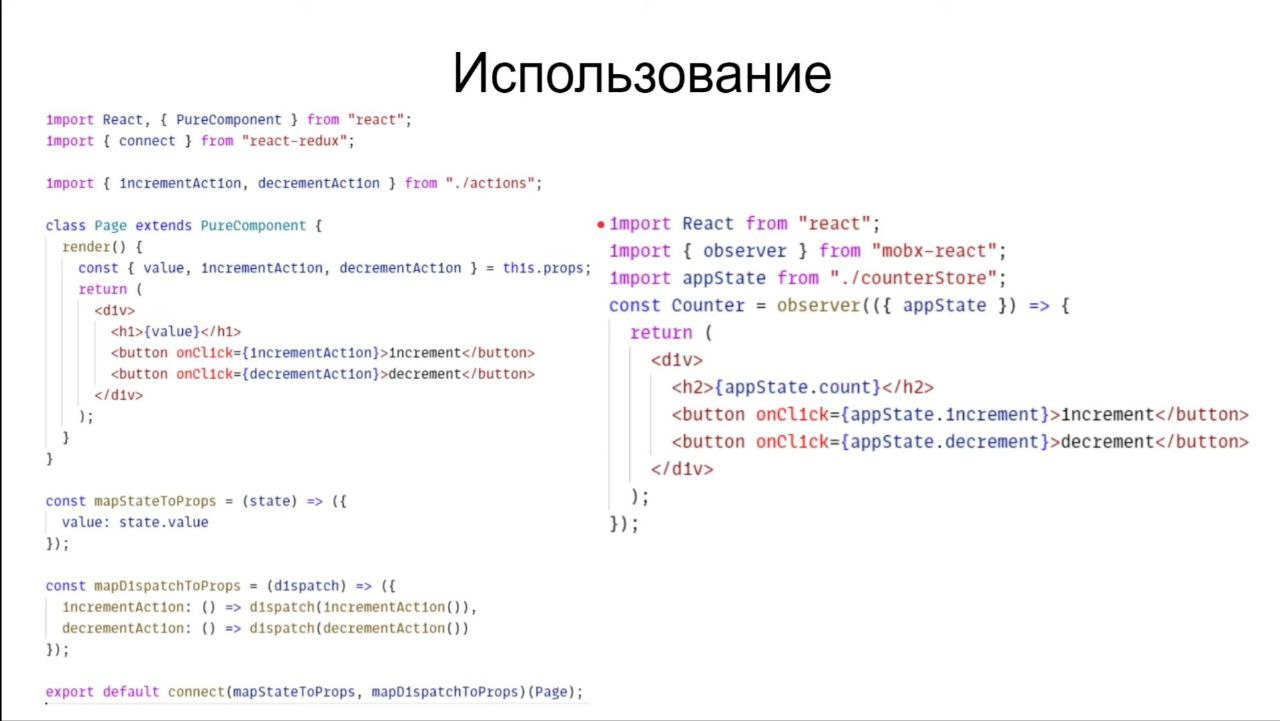 Использование
import React, { PureComponent } from "react";
import { connect } from "react-redux";
import { incrementAction, decrementAction } from "./actions";
class Page extends PureComponent {
render() {
const { value, incrementAction, decrementAction } = this.props;
return (
<div>
<h1>{value}</h1>
<button onClick={incrementAction}>increment</button>
<button onClick={decrementAction}>decrement</button>
</div>
);
}
}
const mapStateToProps = (state) => ({
value: state.value
});
const mapDispatchToProps = (dispatch) => ({
incrementAction: () => dispatch(incrementAction()),
decrementAction: () => dispatch(decrementAction())
});
export default connect(mapStateToProps, mapDispatchToProps)(Page);
import React from "react";
import { observer } from "mobx-react";
import appState from "./counterStore";
const Counter = observer(({ appState }) => {
return (
<div>
<h2>{appState.count}</h2>
<button onClick={appState.increment}>increment</button>
<button onClick={appState.decrement}>decrement</button>
</div>
);
});